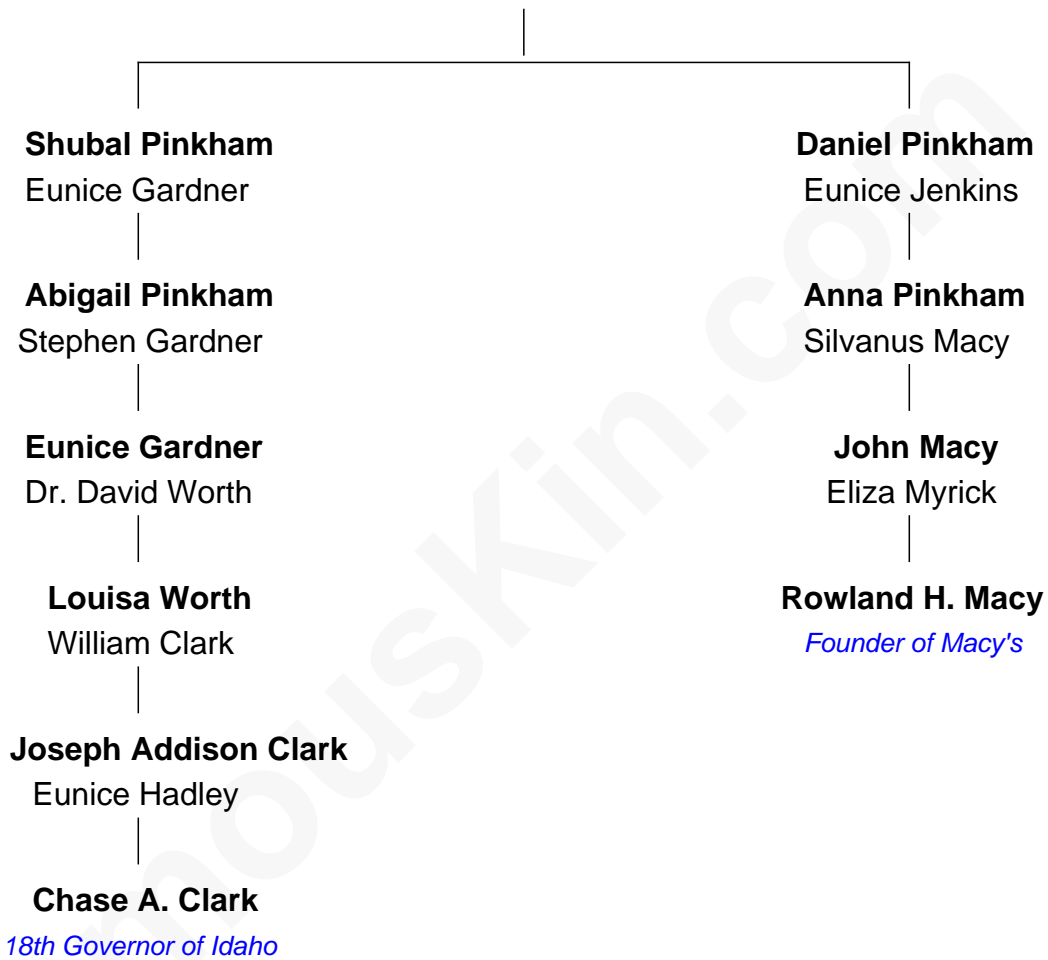 Shubal Pinkham
Eunice Gardner
Abigail Pinkham
Stephen Gardner
Eunice Gardner
Dr. David Worth
Louisa Worth
William Clark
Joseph Addison Clark
Eunice Hadley
Chase A. Clark
18th Governor of Idaho
Daniel Pinkham
Eunice Jenkins
Anna Pinkham
Silvanus Macy
John Macy
Eliza Myrick
Rowland H. Macy
Founder of Macy's
mousKin.com